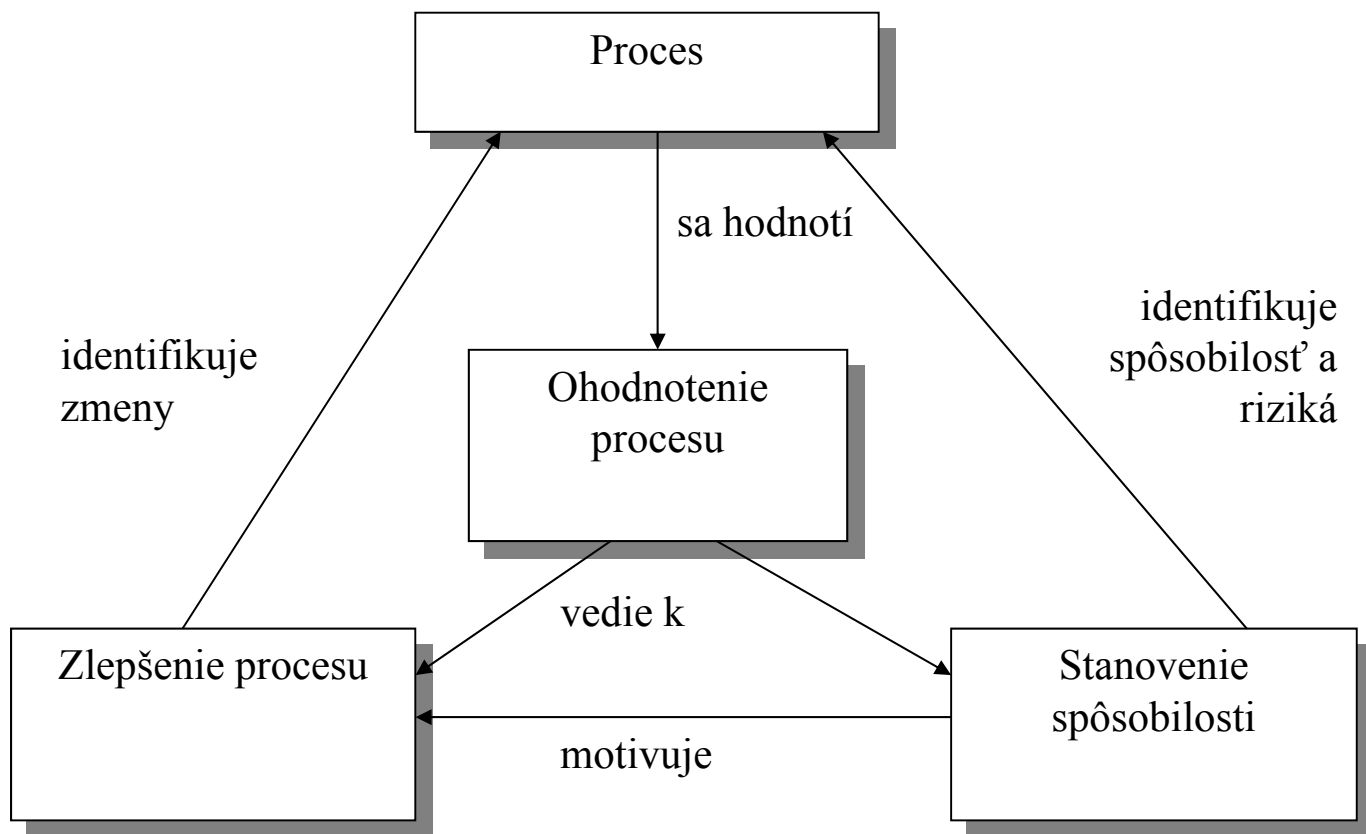 Proces
sa hodnotí
identifikuje
zmeny
identifikuje
spôsobilosť a
riziká
Ohodnotenie
procesu
vedie k
Zlepšenie procesu
Stanovenie
spôsobilosti
motivuje